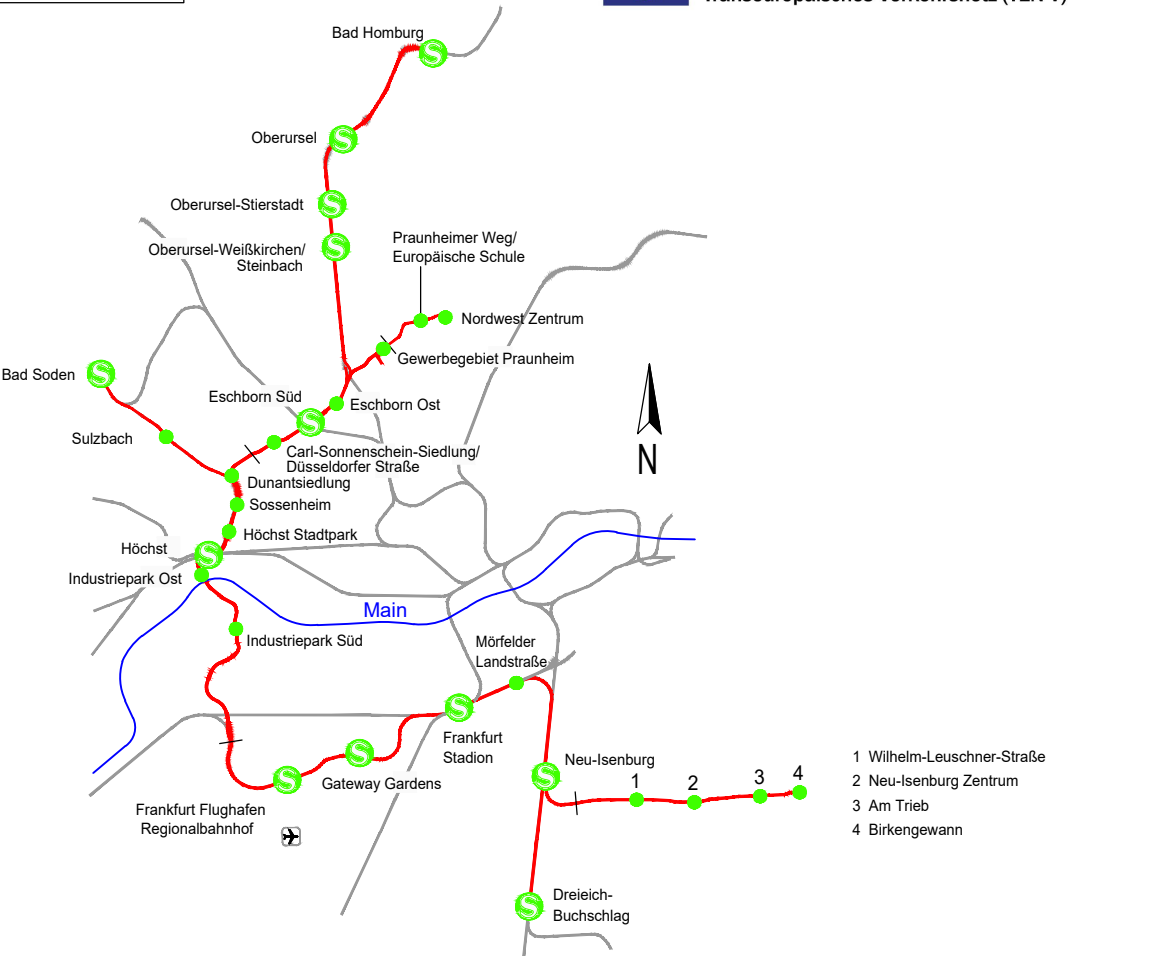 Bad Homburg
Oberursel
Oberursel-Stierstadt
Oberursel-Weißkirchen/
Steinbach
Praunheimer Weg/
Europäische Schule
Nordwest Zentrum
Gewerbegebiet Praunheim
Bad Soden
Eschborn Süd
Eschborn Ost
Sulzbach
Carl-Sonnenschein-Siedlung/
Düsseldorfer Straße
Dunantsiedlung
Sossenheim
N
Höchst Stadtpark
Höchst
Industriepark Ost
Main
Industriepark Süd
Mörfelder
Landstraße
Frankfurt
Stadion
Gateway Gardens
Frankfurt Flughafen
Regionalbahnhof
Neu-Isenburg
1
2
3
4
1 Wilhelm-Leuschner-Straße
2 Neu-Isenburg Zentrum
3 Am Trieb
4 Birkengewann
Dreieich-
Buchschlag
S
S
S
S
S
S
S
S
S
S
S
S